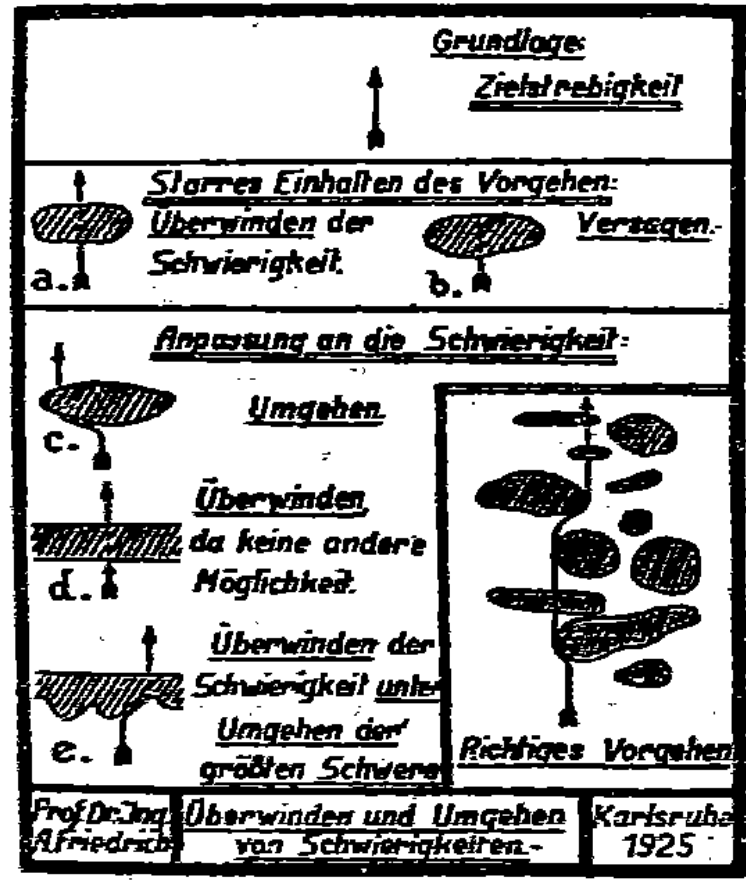 Grundlage:
Zielstrebigkeit
Starres Einhalten des Vorgehen:
Überwinden der
Schwierigkeit.
Versagen.-
a.
b.
Anpassung an die Schwierigkeit:
Umgehen
c.
Überwinden,
da keine andere
Möglichkeit.
d.
Überwinden der
Schwierigkeit unter
Umgehen der
größten Schwere
e.
Richtiges Vorgehen
Prof.Dr.Ing
A.Friedrich
Überwinden und Umgehen
von Schwierigkeiten.-
Karlsruhe
1925